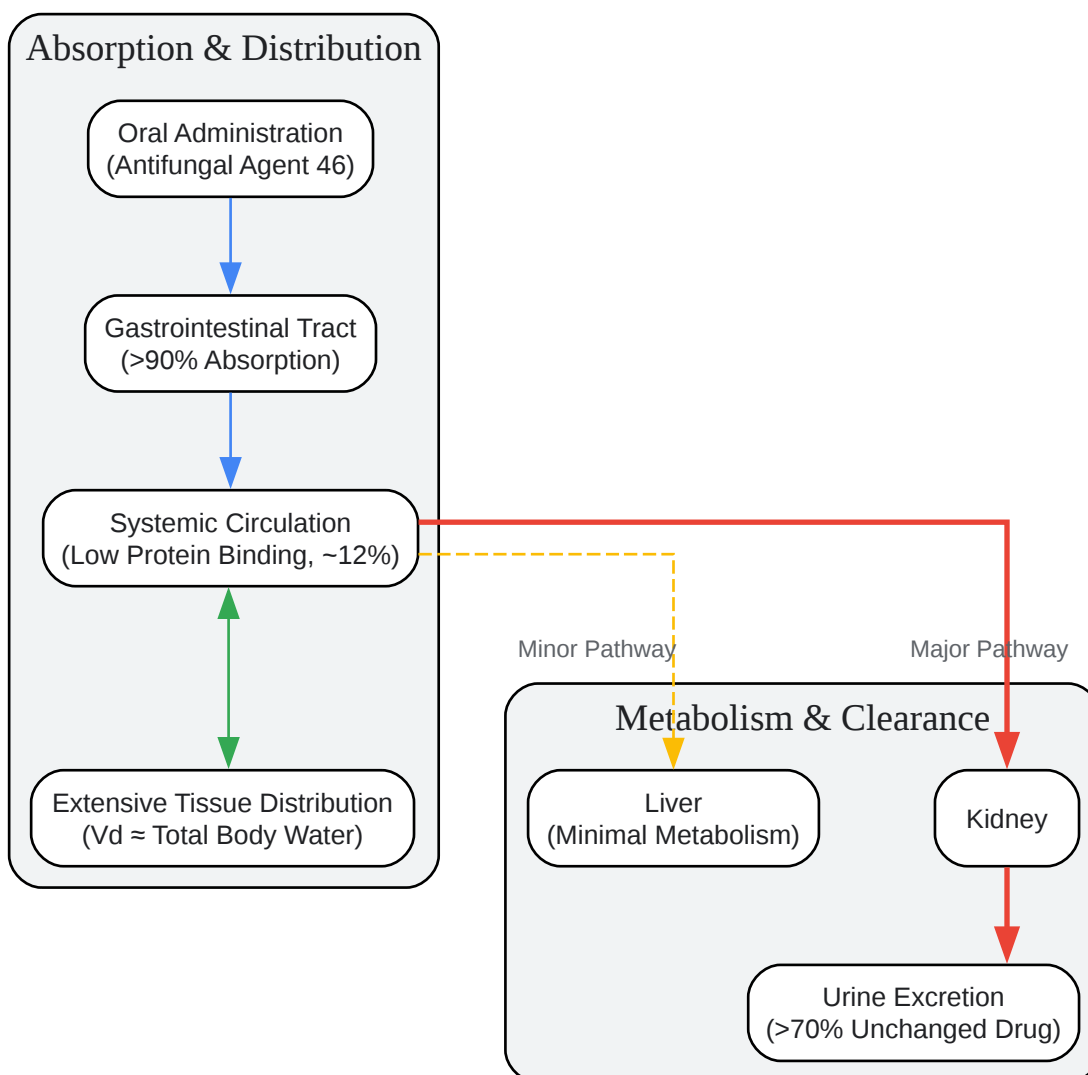 Absorption & Distribution
Oral Administration
(Antifungal Agent 46)
Gastrointestinal Tract
(>90% Absorption)
Systemic Circulation
(Low Protein Binding, ~12%)
Extensive Tissue Distribution
(Vd ≈ Total Body Water)
Minor Pathway
Major Pathway
Metabolism & Clearance
Liver
(Minimal Metabolism)
Kidney
Urine Excretion
(>70% Unchanged Drug)